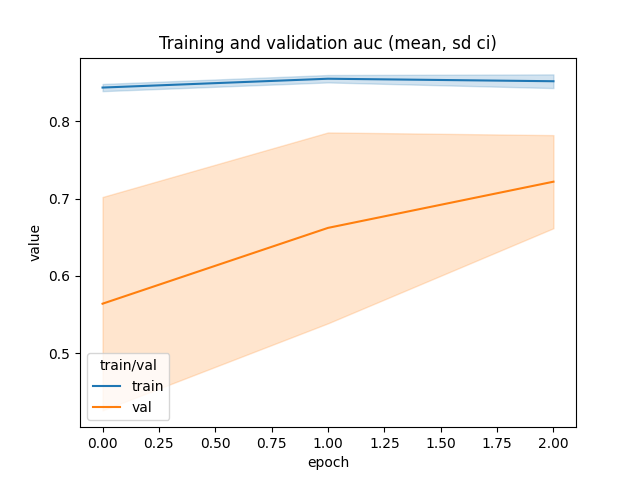 Training and validation auc (mean, sd ci)
value
0.8
0.7
0.6
0.5
train/val
train
val
0.00 0.25 0.50 0.75 1.00 1.25 1.50 1.75 2.00
epoch